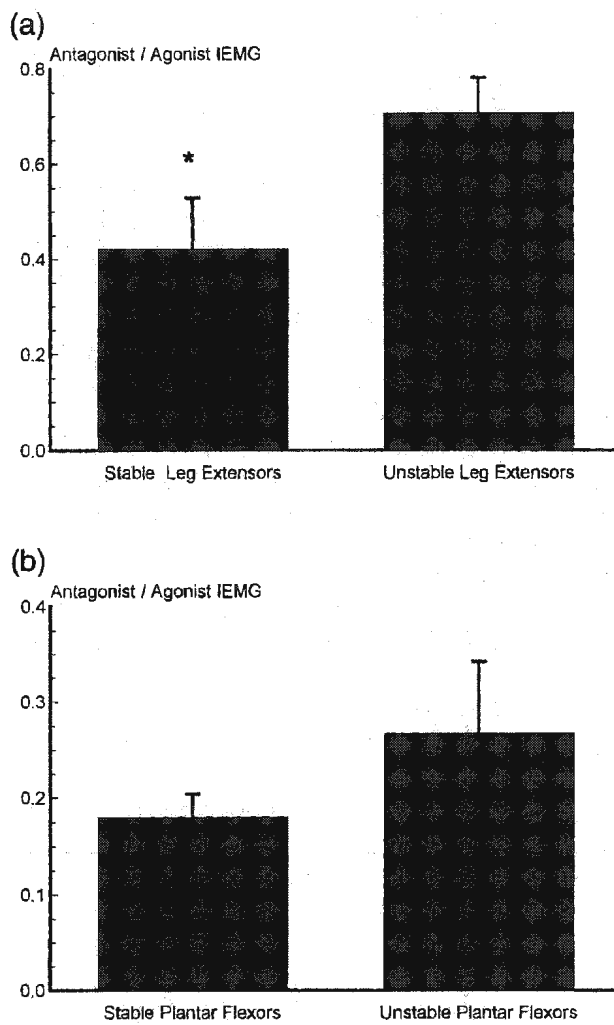 (a)
Antagonist / Agonist IEMG
0.8
0.6
*
0.4
0.2
0.0
Stable Leg Extensors Unstable Leg Extensors
(b)
Antagonist / Agonist IEMG
0.4
0.3
0.2
0.1
0.0
Stable Plantar Flexors Unstable Plantar Flexors